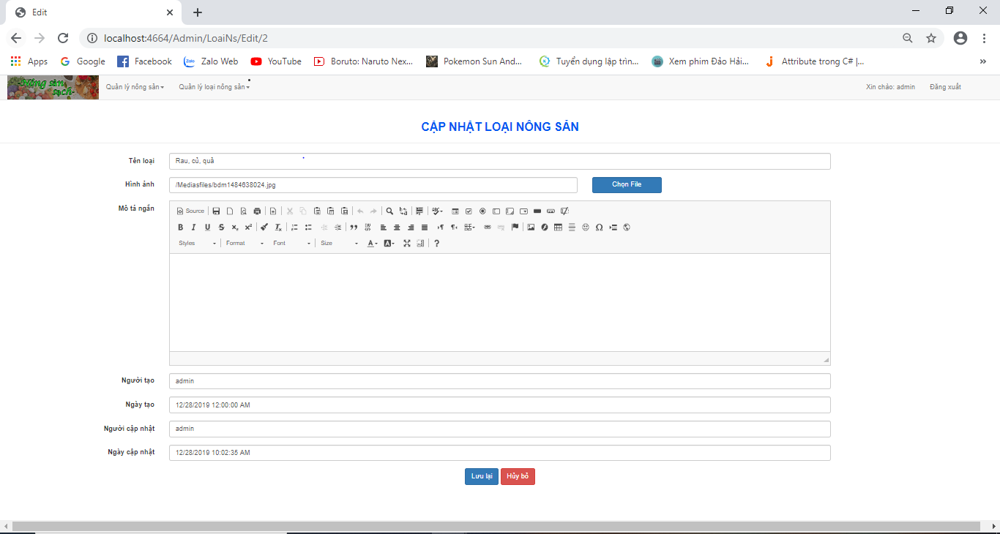 Edit
localhost:4664/Admin/LoaiNs/Edit/2
Apps Google Facebook Zalo Web YouTube Boruto: Naruto Nex... Pokemon Sun And... Tuyển dụng lập trìn... Xem phim Đảo Hải... Attribute trong C# |... »
Nông sản
sạch
Quản lý nông sản Quản lý loại nông sản Xin chào: admin Đăng xuất
CẬP NHẬT LOẠI NÔNG SẢN
Tên loại Rau, củ, quả
Hình ảnh /Mediasfiles/bdm1484638024.jpg Chọn File
Mô tả ngắn Source
Styles Format Font Size
Người tạo admin
Ngày tạo 12/28/2019 12:00:00 AM
Người cập nhật admin
Ngày cập nhật 12/28/2019 10:02:35 AM
Lưu lại Hủy bỏ